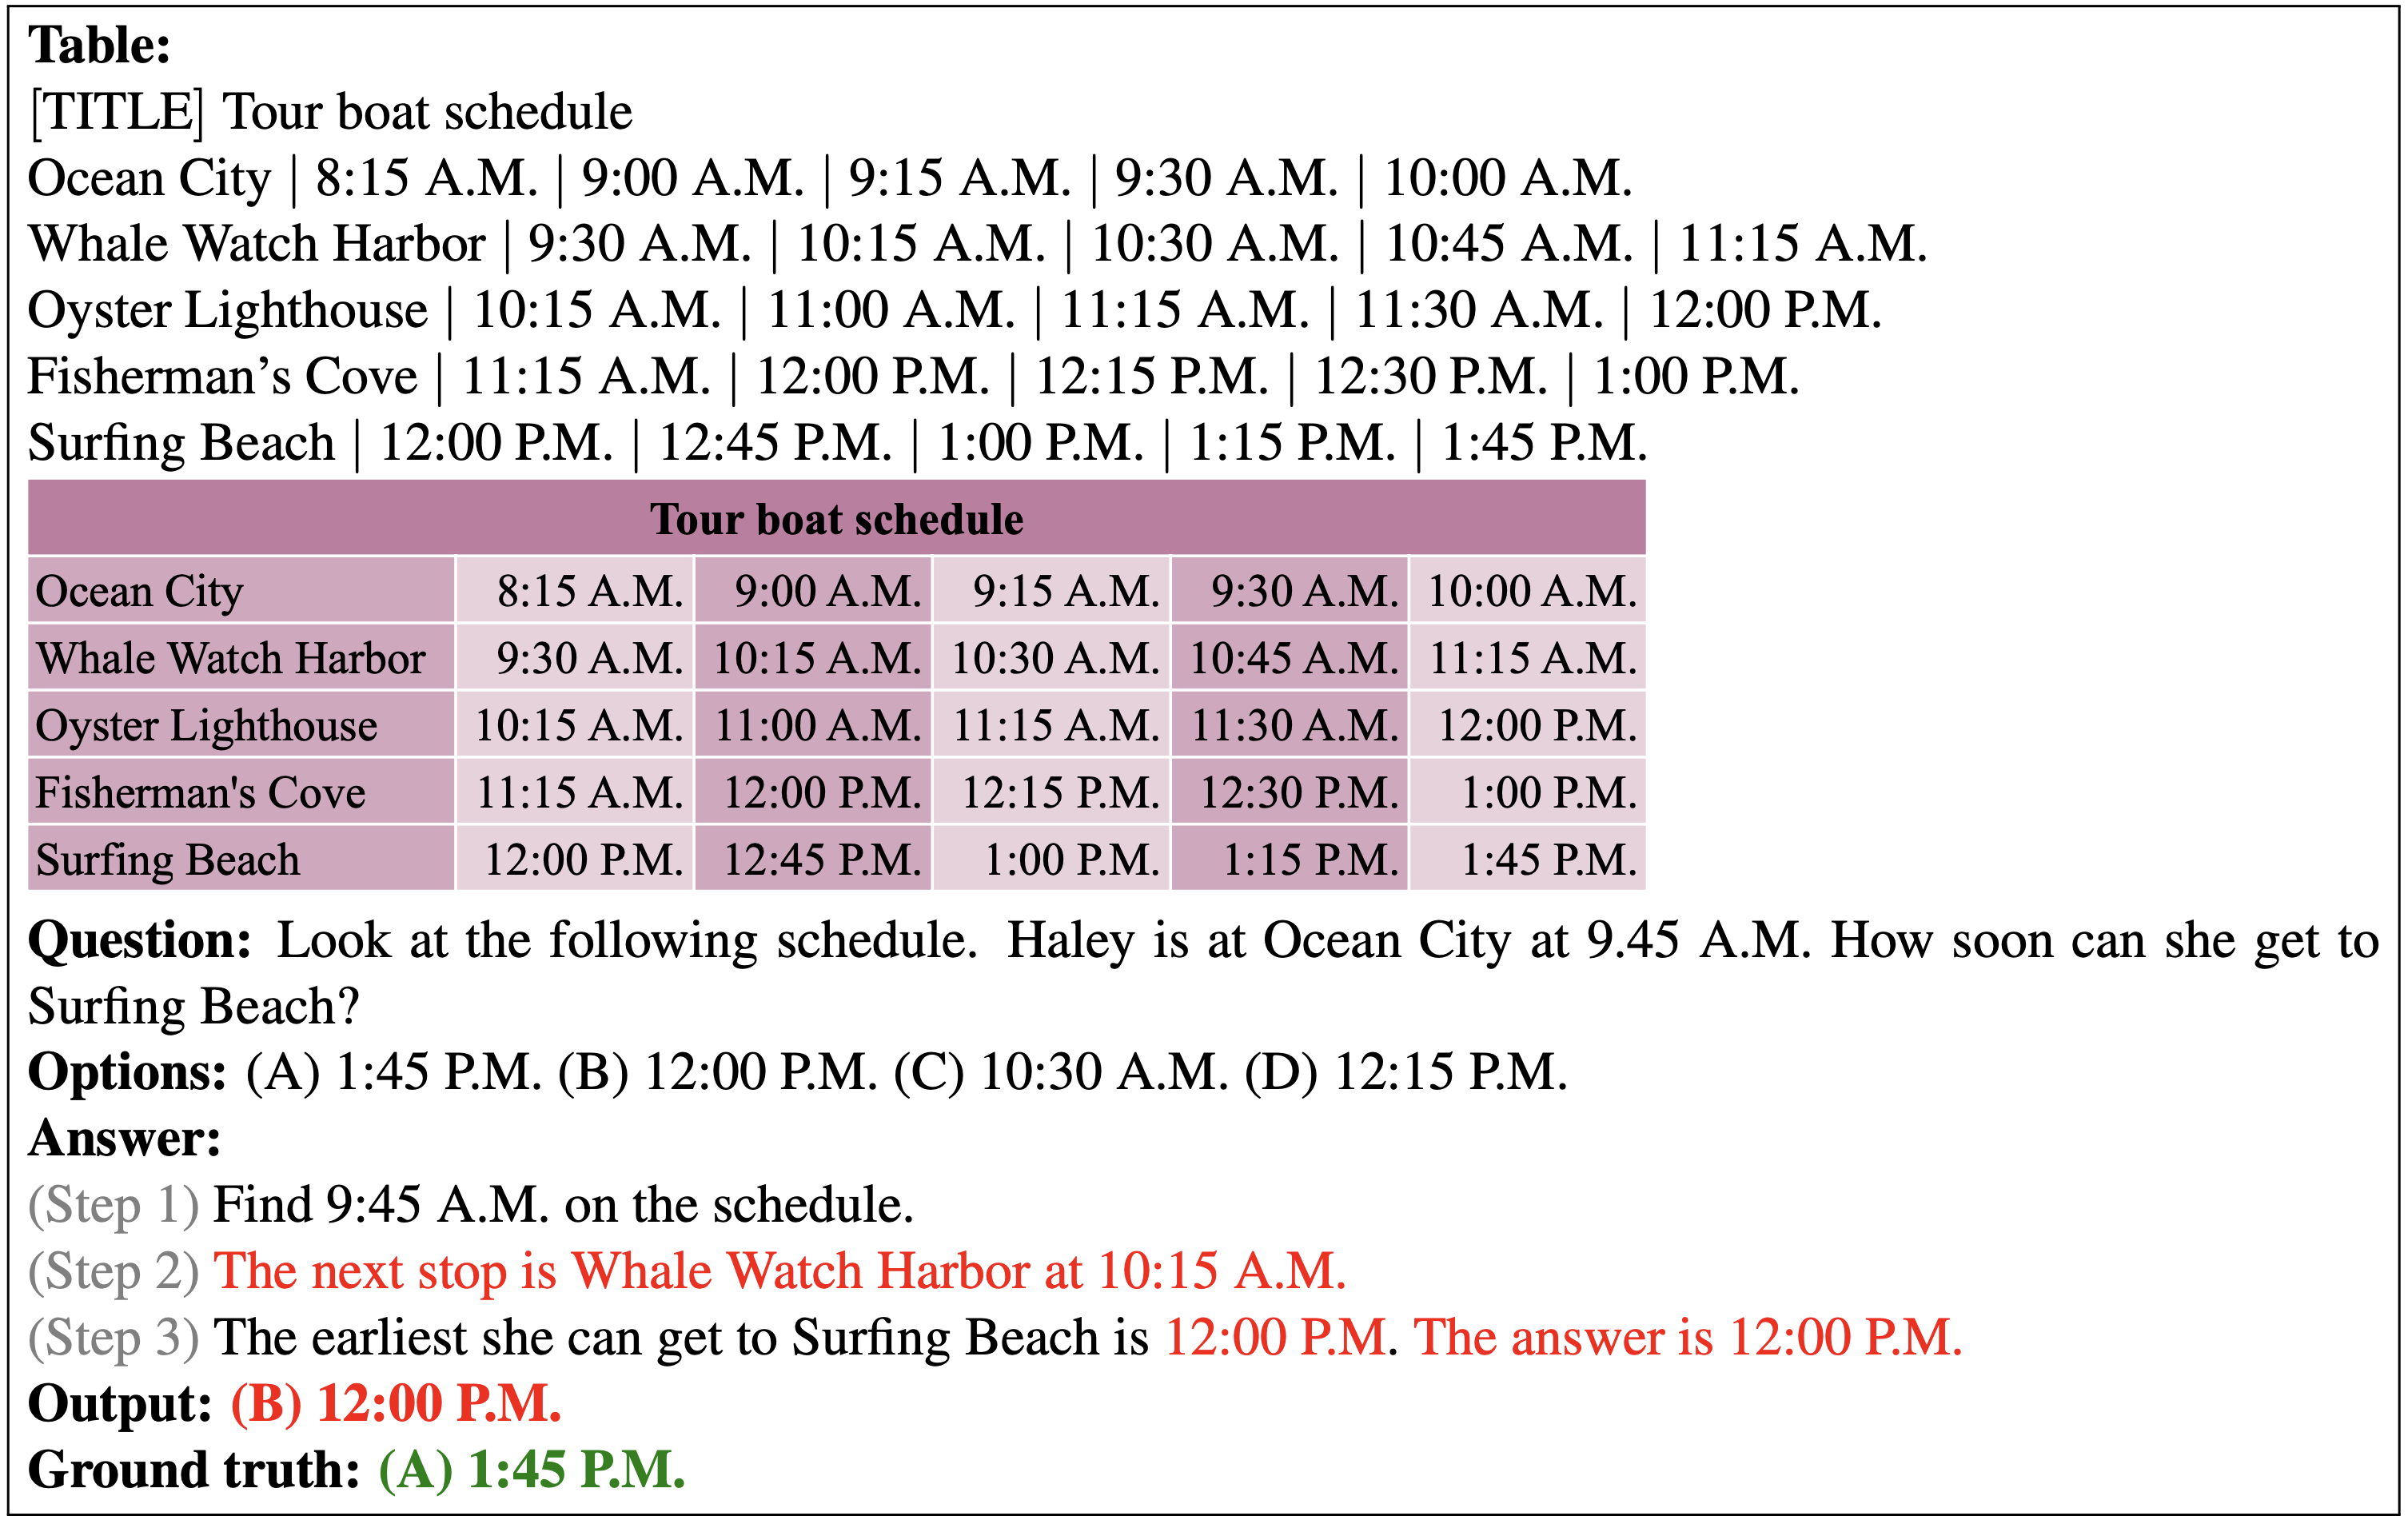 Table:
[TITLE] Tour boat schedule
Ocean City | 8:15 A.M. | 9:00 A.M. | 9:15 A.M. | 9:30 A.M. | 10:00 A.M.
Whale Watch Harbor | 9:30 A.M. | 10:15 A.M. | 10:30 A.M. | 10:45 A.M. | 11:15 A.M.
Oyster Lighthouse | 10:15 A.M. | 11:00 A.M. | 11:15 A.M. | 11:30 A.M. | 12:00 P.M.
Fisherman’s Cove | 11:15 A.M. | 12:00 P.M. | 12:15 P.M. | 12:30 P.M. | 1:00 P.M.
Surfing Beach | 12:00 P.M. | 12:45 P.M. | 1:00 P.M. | 1:15 P.M. | 1:45 P.M.
Tour boat schedule
Ocean City 8:15 A.M. 9:00 A.M. 9:15 A.M. 9:30 A.M. 10:00 A.M.
Whale Watch Harbor 9:30 A.M. 10:15 A.M. 10:30 A.M. 10:45 A.M. 11:15 A.M.
Oyster Lighthouse 10:15 A.M. 11:00 A.M. 11:15 A.M. 11:30 A.M. 12:00 P.M.
Fisherman's Cove 11:15 A.M. 12:00 P.M. 12:15 P.M. 12:30 P.M. 1:00 P.M.
Surfing Beach 12:00 P.M. 12:45 P.M. 1:00 P.M. 1:15 P.M. 1:45 P.M.
Question: Look at the following schedule. Haley is at Ocean City at 9.45 A.M. How soon can she get to
Surfing Beach?
Options: (A) 1:45 P.M. (B) 12:00 P.M. (C) 10:30 A.M. (D) 12:15 P.M.
Answer:
(Step 1) Find 9:45 A.M. on the schedule.
(Step 2) The next stop is Whale Watch Harbor at 10:15 A.M.
(Step 3) The earliest she can get to Surfing Beach is 12:00 P.M. The answer is 12:00 P.M.
Output: (B) 12:00 P.M.
Ground truth: (A) 1:45 P.M.